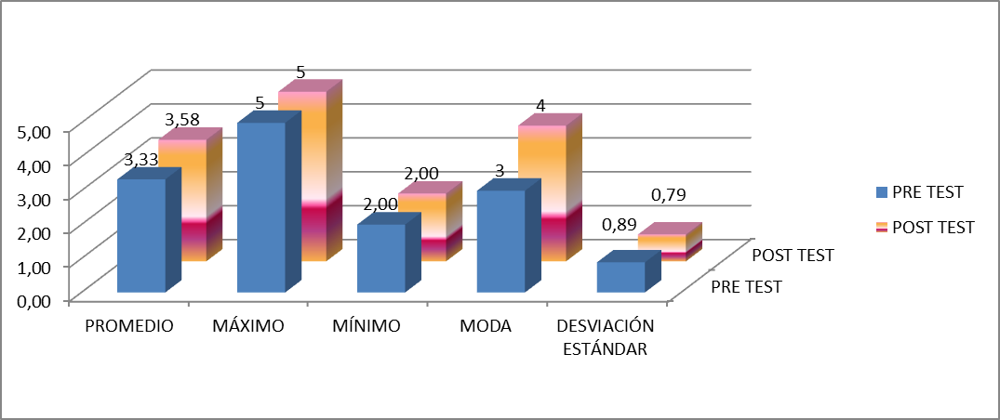 5,00
4,00
3,00
2,00
1,00
0,00
3,33
3,58
5
5
2,00
2,00
3
4
0,89
0,79
PROMEDIO
MÁXIMO
MÍNIMO
MODA
DESVIACIÓN
ESTÁNDAR
PRE TEST
POST TEST
PRE TEST
POST TEST